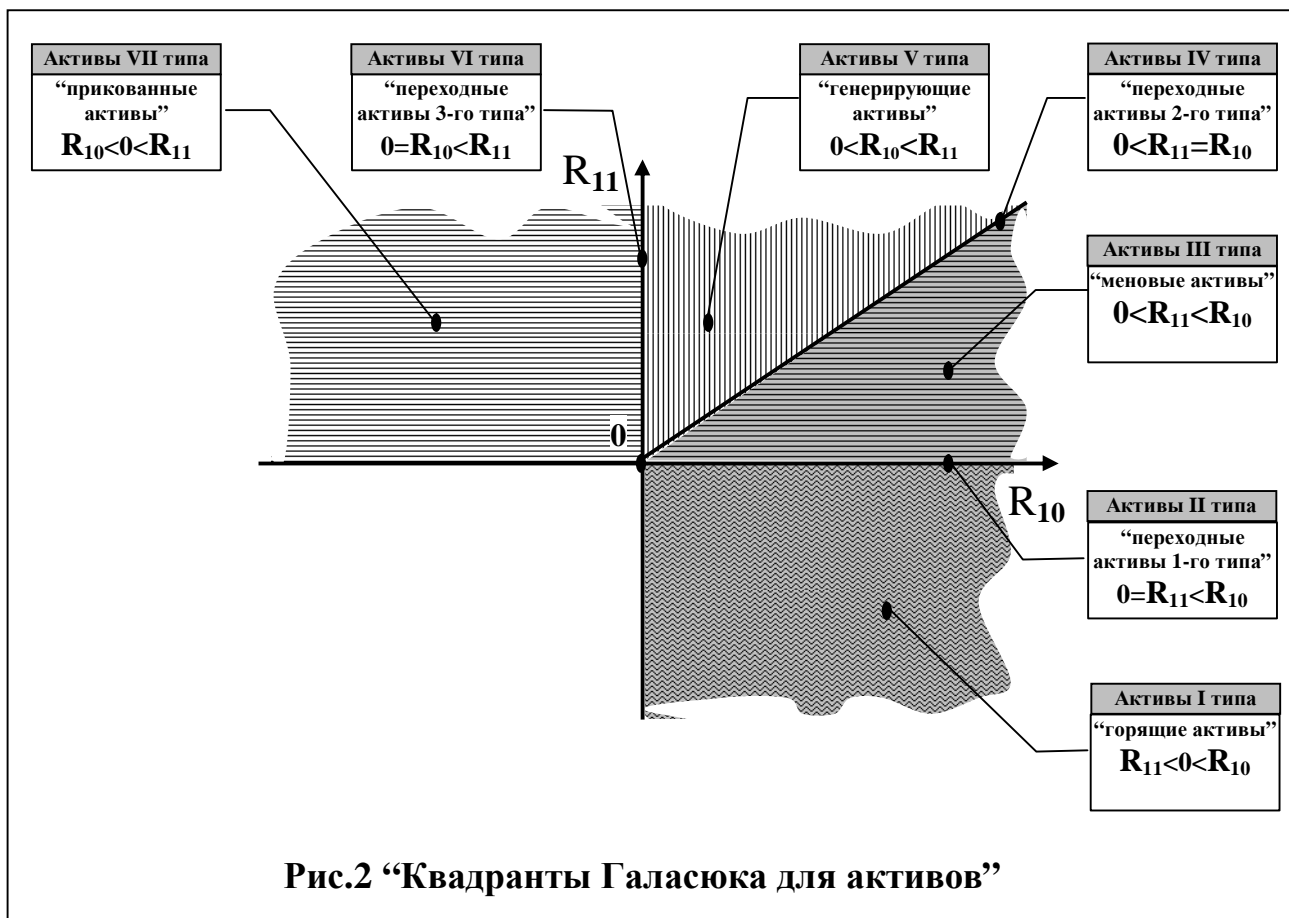 Активы VII типа
“прикованные
активы”
R₁₀<0<R₁₁
Активы VI типа
“переходные
активы 3-го типа”
0=R₁₀<R₁₁
Активы V типа
“генерирующие
активы”
0<R₁₀<R₁₁
Активы IV типа
“переходные
активы 2-го типа”
0<R₁₁=R₁₀
R₁₁
Активы III типа
“меновые активы”
0<R₁₁<R₁₀
0
R₁₀
Активы II типа
“переходные
активы 1-го типа”
0=R₁₁<R₁₀
Активы I типа
“горящие активы”
R₁₁<0<R₁₀
Рис.2 “Квадранты Галасюка для активов”